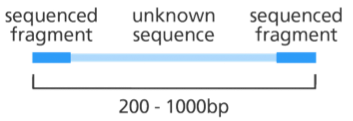 sequenced unknown sequenced
fragment sequence fragment
200 - 1000bp